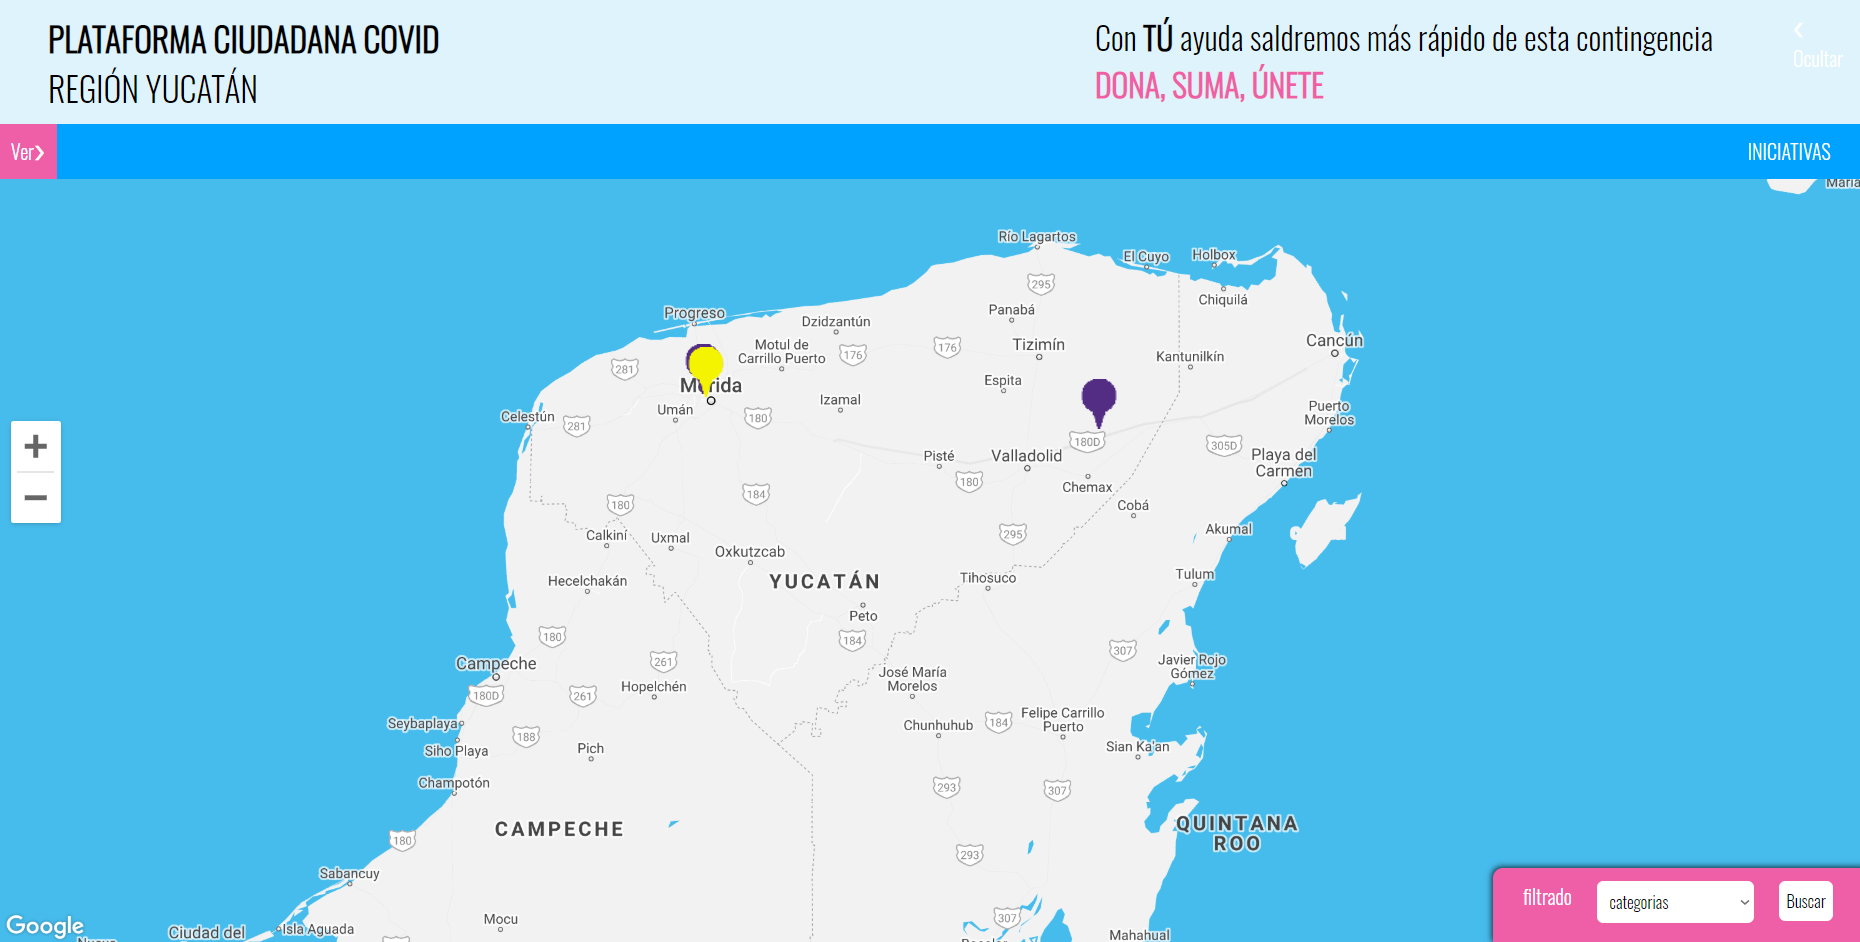 PLATAFORMA CIUDADANA COVID
REGIÓN YUCATÁN
Con TÚ ayuda saldremos más rápido de esta contingencia
DONA, SUMA, ÚNETE
Ocultar
Ver
INICIATIVAS
María
Río Lagartos
El Cuyo
Holbox
295
Chiquilá
Progreso
Panabá
Dzidzantún
Cancún
Tizimín
Motul de
Carrillo Puerto
176
176
Kantunilkín
281
Espita
Mérida
Izamal
Umán
180
Celestún
281
Puerto
Morelos
180D
305D
Pisté
Valladolid
Playa del
Carmen
180
Chemax
184
180
Cobá
Akumal
295
Calkiní
Uxmal
Oxkutzcab
Hecelchakán
YUCATÁN
Tihosuco
Tulum
Peto
180
184
307
Campeche
261
Javier Rojo
Gómez
José María
Morelos
Hopelchén
180D
261
Seybaplaya
Chunhuhub
184
Felipe Carrillo
Puerto
188
Siho Playa
Pich
Sian Ka'an
Champotón
293
307
CAMPECHE
QUINTANA
ROO
180
293
Sabancuy
filtrado
categorias
Buscar
Mocu
307
Google
Ciudad del
Isla Aguada
Mahahual